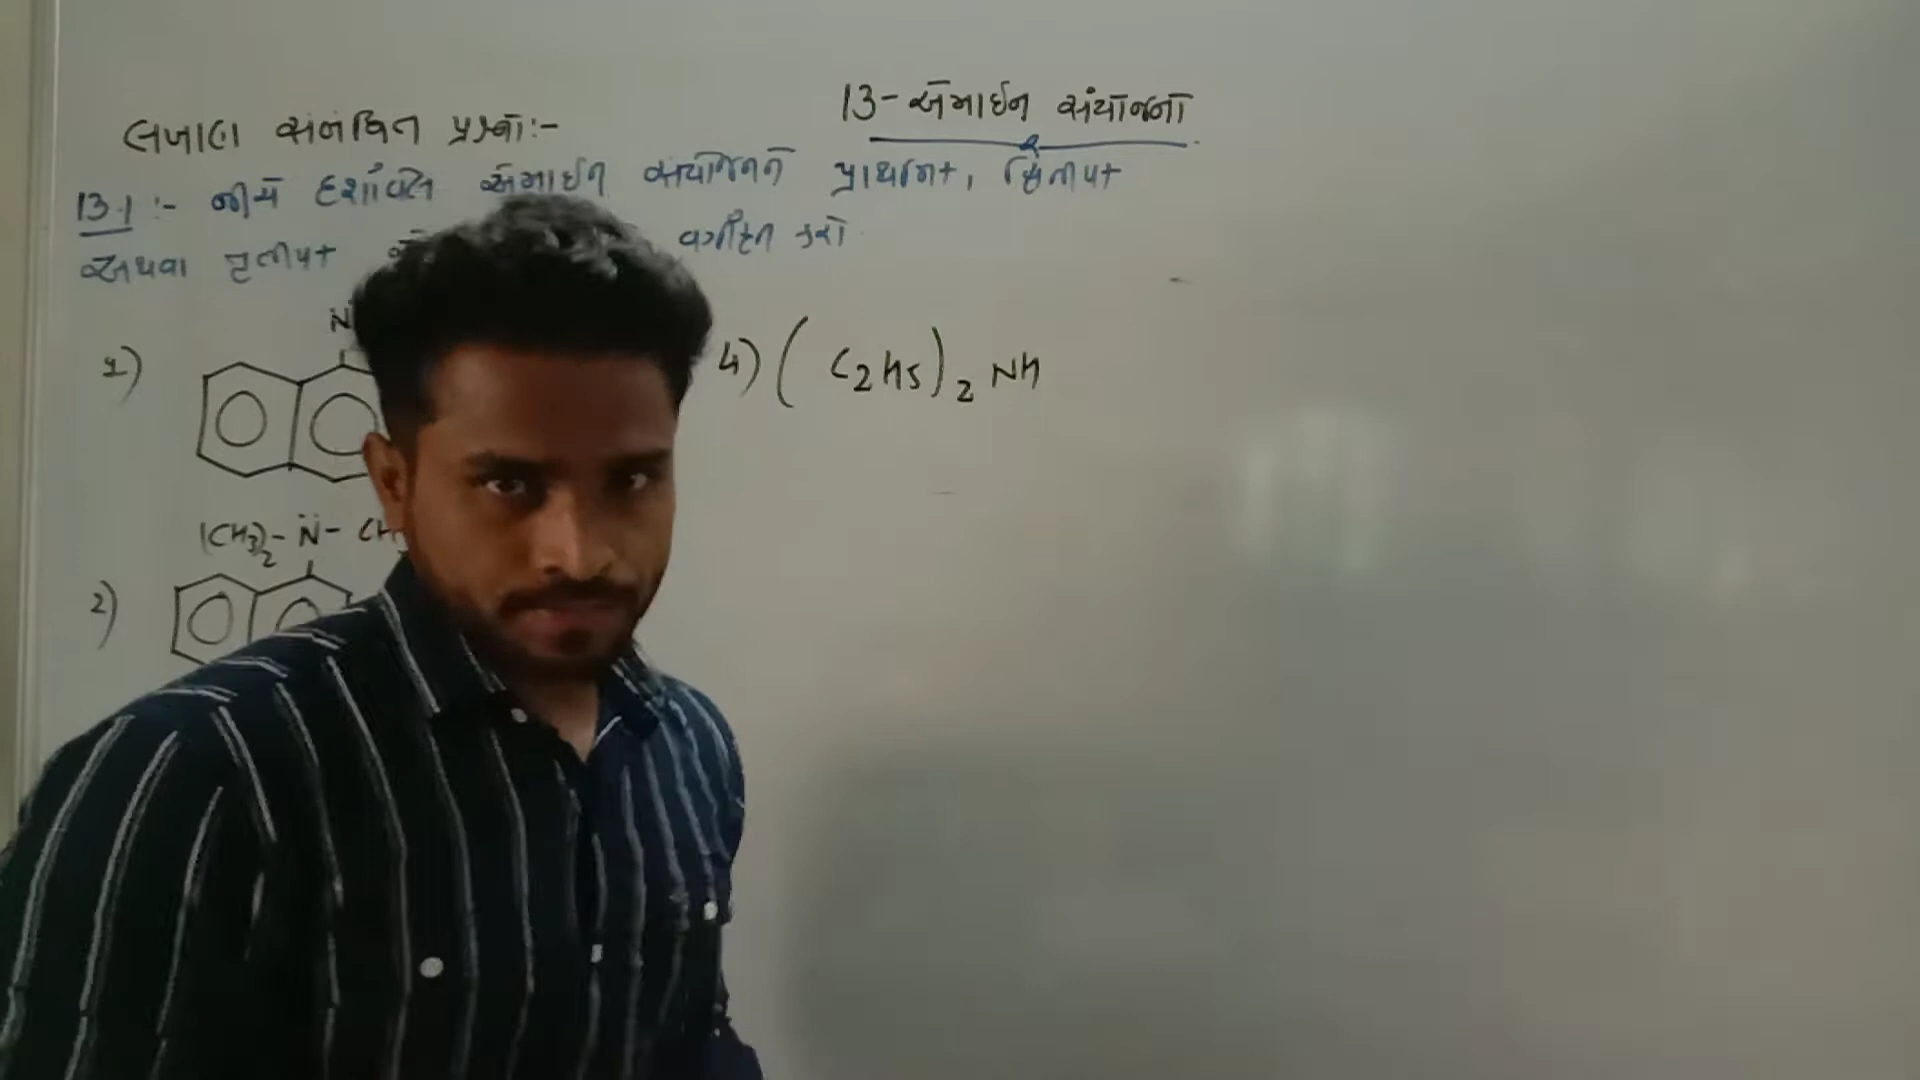 13-એમાઈન સંયોજનો
લખાણ સંબંધિત પ્રશ્નો:-
13.1 :- નીચે દર્શાવેલ એમાઈન સંયોજનને પ્રાથમિક, દ્વિતીયક
અથવા તૃતીયક વર્ગીકૃત કરો
1)
N
4) (C2H5)2 NH
(CH3)2- N̈ - CH
2)